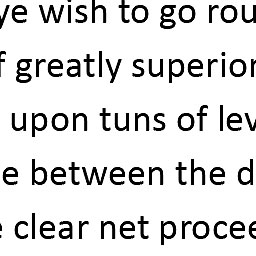 ye wish to go rou
f greatly superior
upon tuns of lev
e between the d
e clear net procee